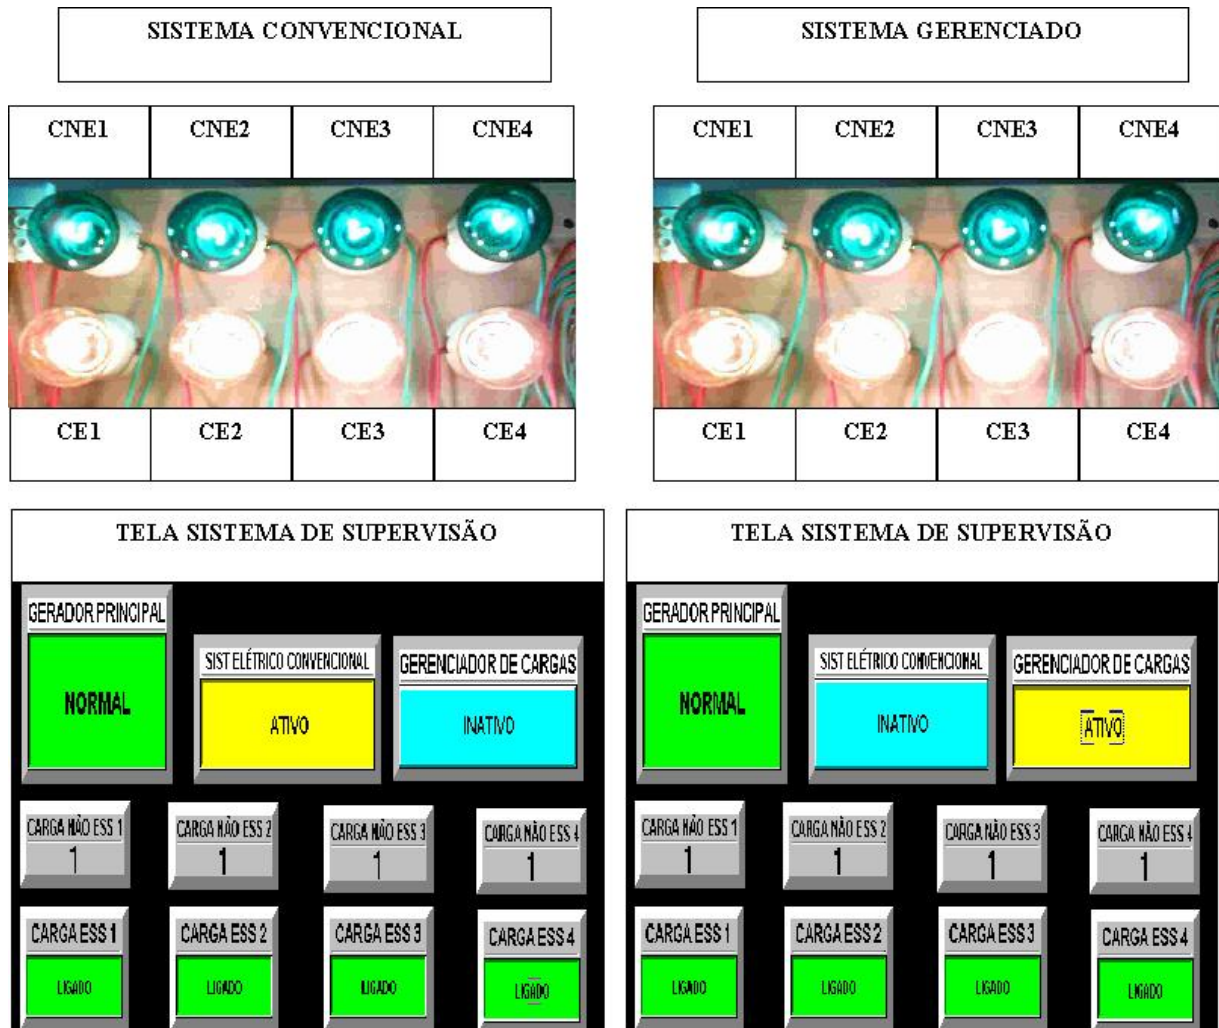 SISTEMA CONVENCIONAL
SISTEMA GERENCIADO
CNE1 CNE2 CNE3 CNE4
CNE1 CNE2 CNE3 CNE4
CE1 CE2 CE3 CE4
CE1 CE2 CE3 CE4
TELA SISTEMA DE SUPERVISÃO
GERADOR PRINCIPAL
NORMAL
SIST ELÉTRICO CONVENCIONAL
ATIVO
GERENCIADOR DE CARGAS
INATIVO
CARGA NÃO ESS 1 CARGA NÃO ESS 2 CARGA NÃO ESS 3 CARGA NÃO ESS 4
1 1 1 1
CARGA ESS 1 CARGA ESS 2 CARGA ESS 3 CARGA ESS 4
LIGADO LIGADO LIGADO LIGADO
TELA SISTEMA DE SUPERVISÃO
GERADOR PRINCIPAL
NORMAL
SIST ELÉTRICO CONVENCIONAL
INATIVO
GERENCIADOR DE CARGAS
ATIVO
CARGA NÃO ESS 1 CARGA NÃO ESS 2 CARGA NÃO ESS 3 CARGA NÃO ESS 4
1 1 1 1
CARGA ESS 1 CARGA ESS 2 CARGA ESS 3 CARGA ESS 4
LIGADO LIGADO LIGADO LIGADO